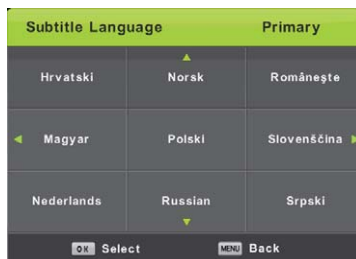 Subtitle Language Primary
Hrvatski Norsk Româneşte
Magyar Polski Slovenščina
Nederlands Russian Srpski
OK Select MENU Back